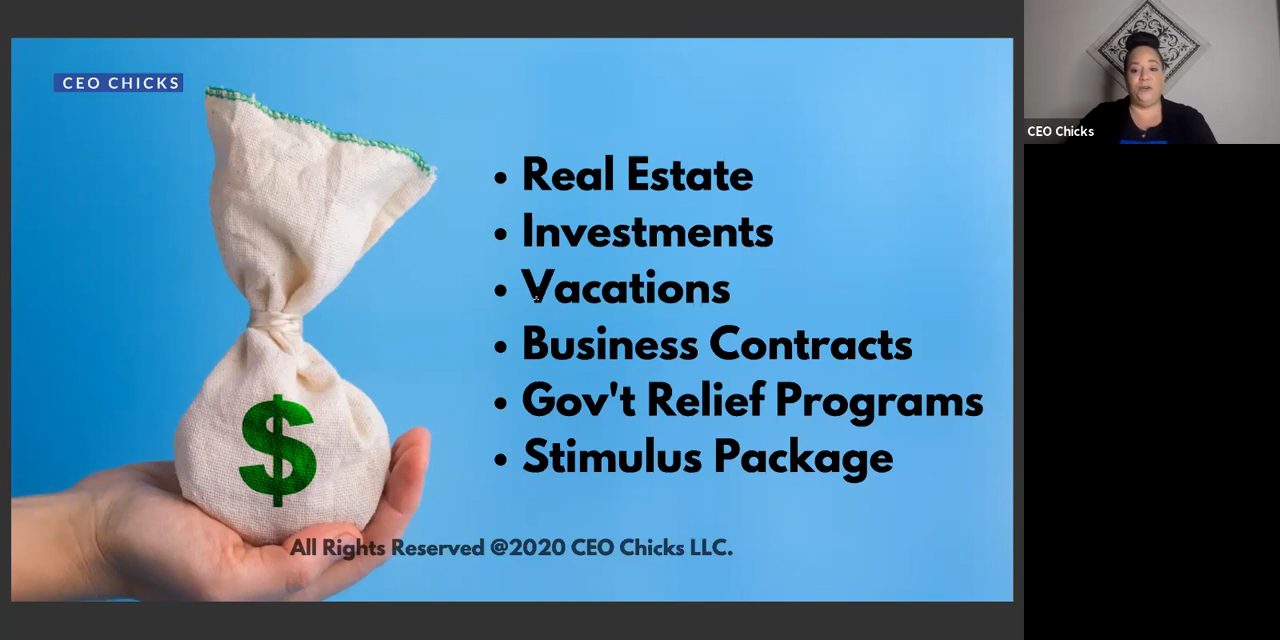 CEO CHICKS
• Real Estate
• Investments
• Vacations
• Business Contracts
• Gov't Relief Programs
• Stimulus Package
$
All Rights Reserved @2020 CEO Chicks LLC.
CEO Chicks